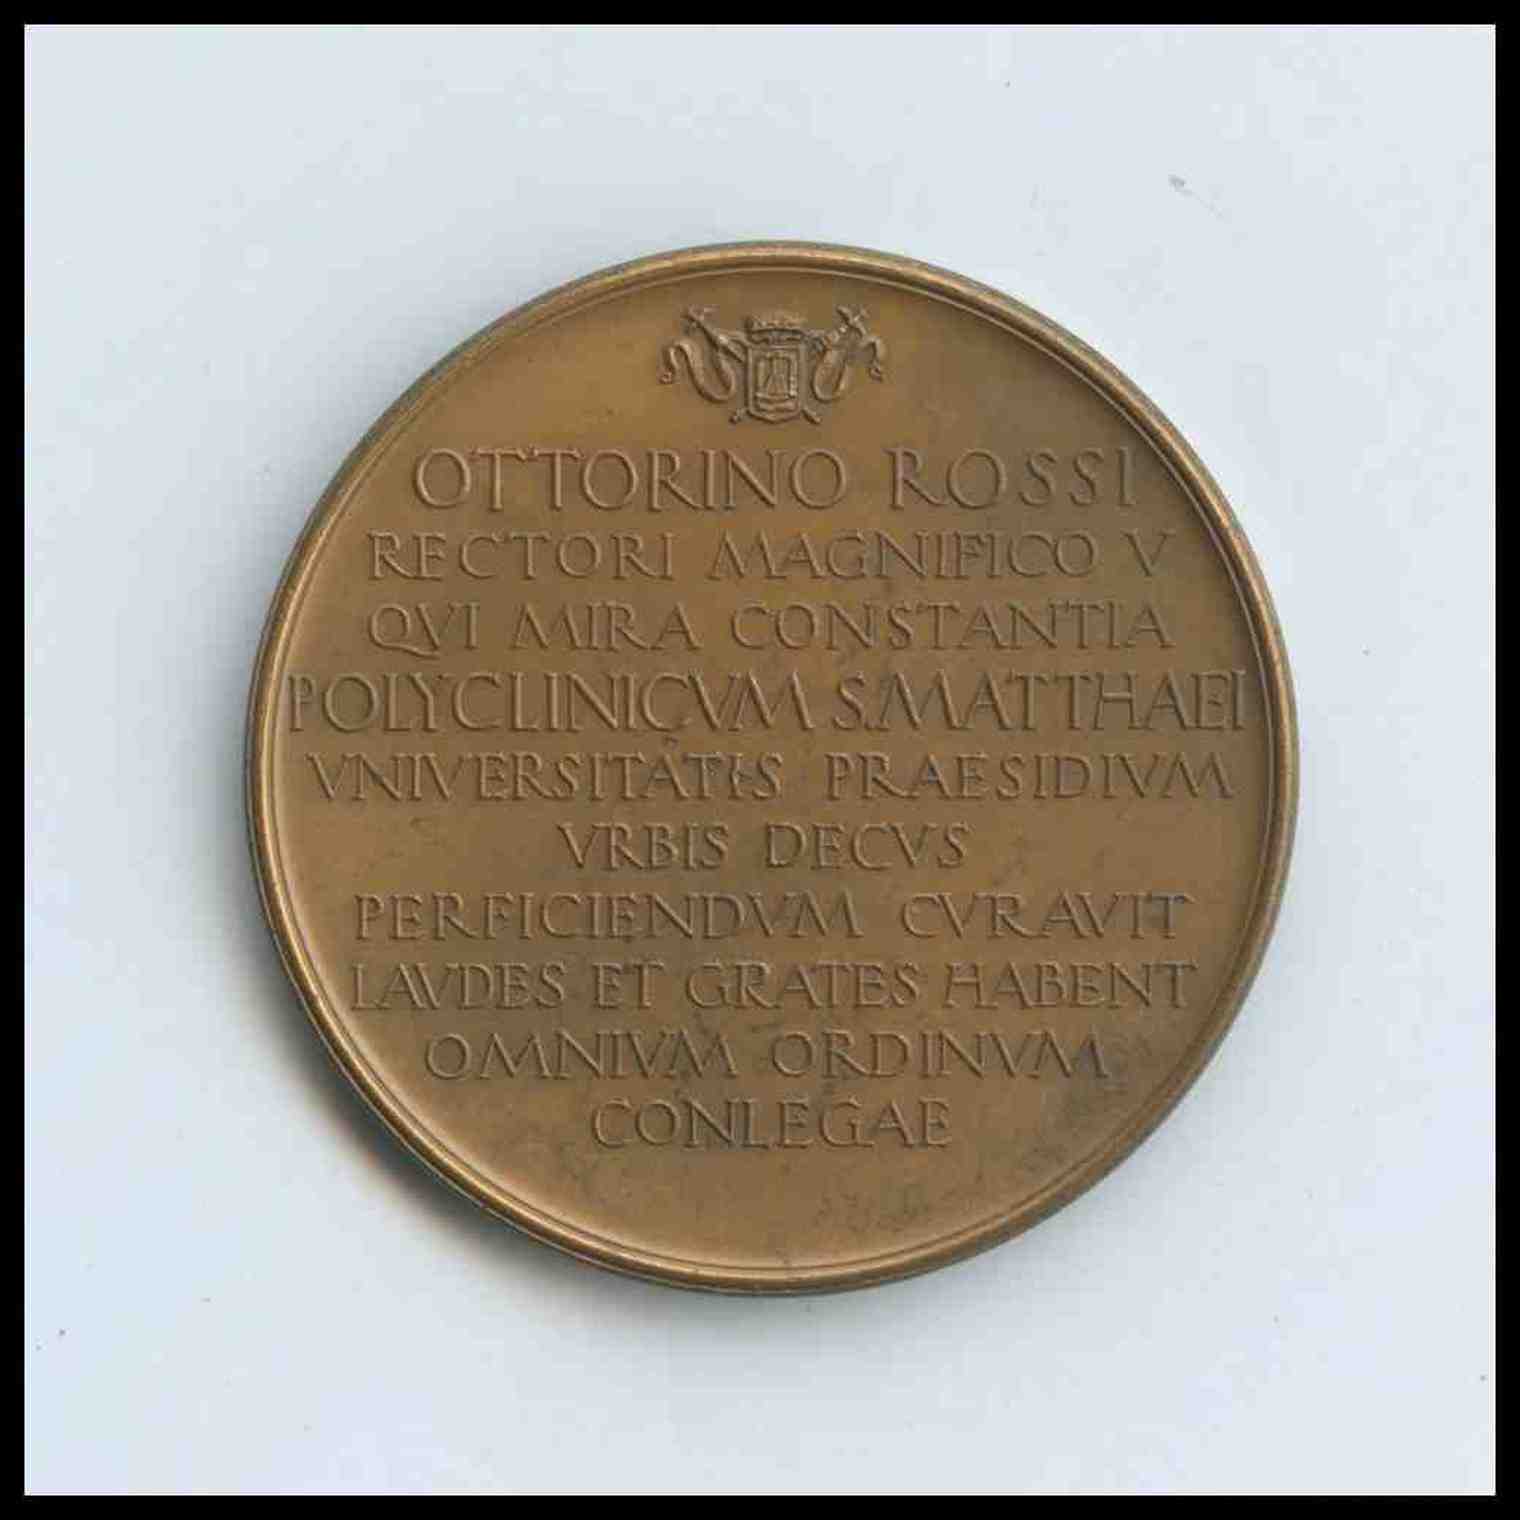 OTTORINO ROSSI
RECTORI MAGNIFICO V
QVI MIRA CONSTANTIA
POLYCLINICVM S.MATTHAEI
VNIVERSITATIS PRAESIDIVM
VRBIS DECVS
PERFICIENDVM CVRAVIT
LAVDES ET GRATES HABENT
OMNIVM ORDINVM
CONLEGAE